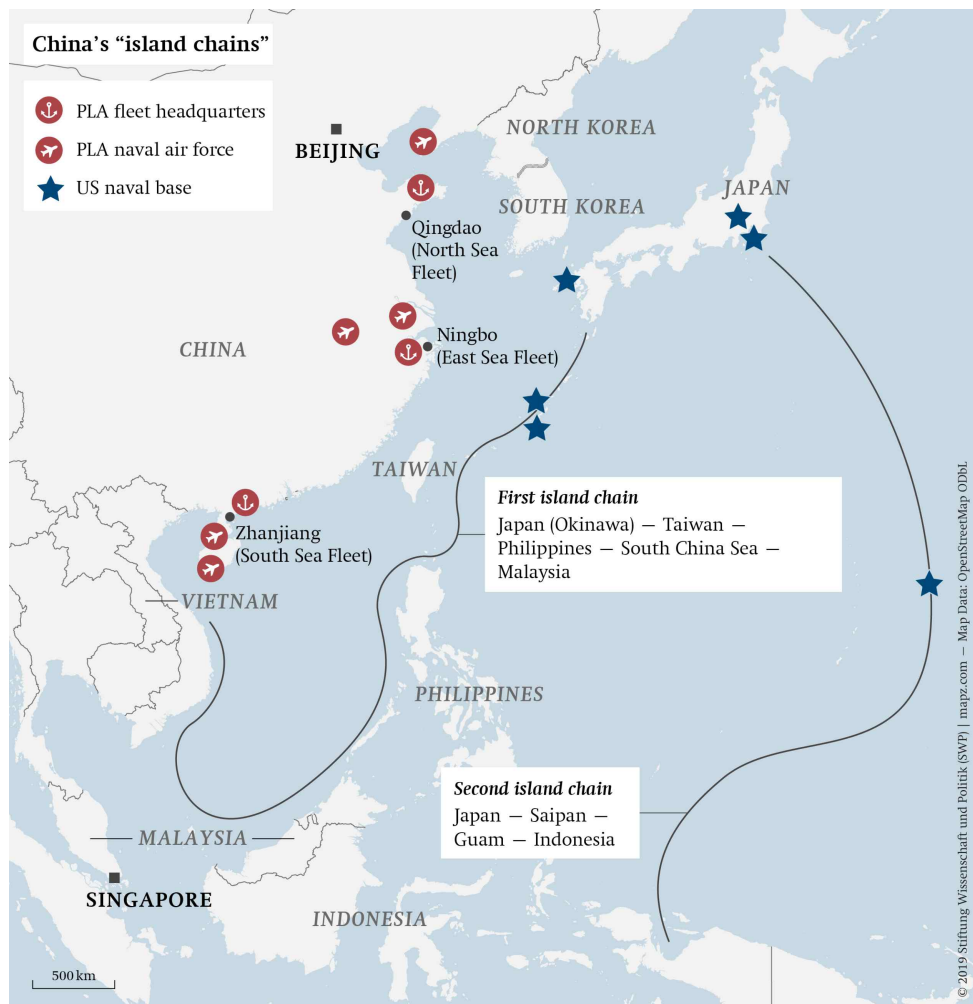 China's “island chains”
PLA fleet headquarters
PLA naval air force
US naval base
BEIJING
NORTH KOREA
SOUTH KOREA
JAPAN
Qingdao
(North Sea
Fleet)
CHINA
Ningbo
(East Sea Fleet)
TAIWAN
First island chain
Japan (Okinawa) — Taiwan —
Philippines — South China Sea —
Malaysia
Zhanjiang
(South Sea Fleet)
VIETNAM
PHILIPPINES
Second island chain
Japan — Saipan —
Guam — Indonesia
MALAYSIA
SINGAPORE
INDONESIA
500 km
© 2019 Stiftung Wissenschaft und Politik (SWP) | mapz.com — Map Data: OpenStreetMap ODbL